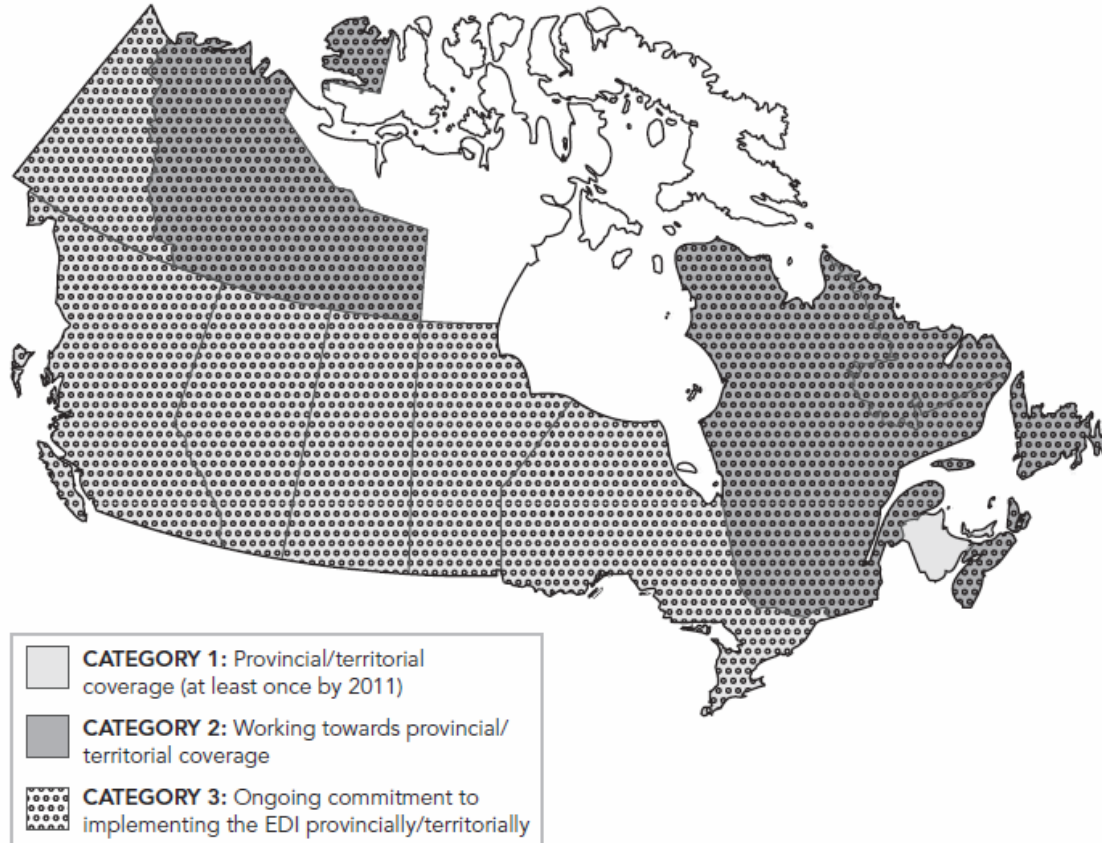 CATEGORY 1: Provincial/territorial
coverage (at least once by 2011)
CATEGORY 2: Working towards provincial/
territorial coverage
CATEGORY 3: Ongoing commitment to
implementing the EDI provincially/territorially